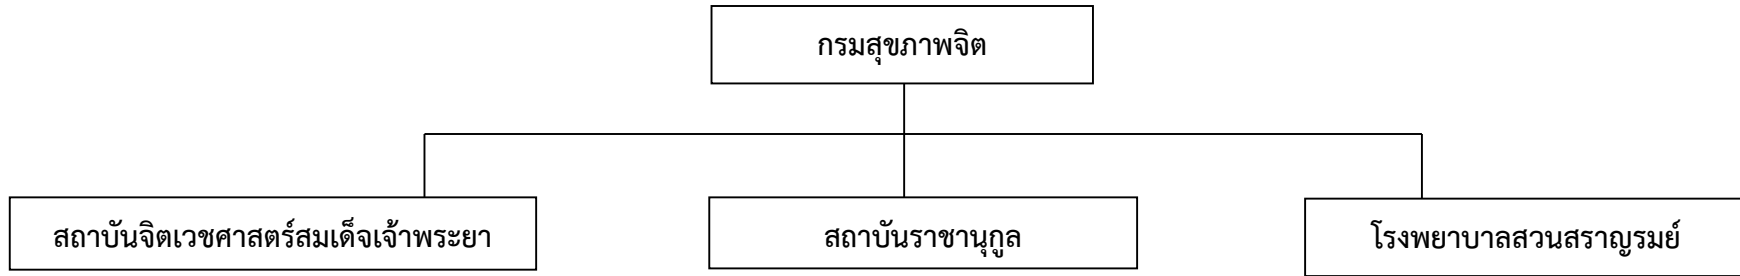 กรมสุขภาพจิต
สถาบันจิตเวชศาสตร์สมเด็จเจ้าพระยา
สถาบันราชานุกูล
โรงพยาบาลสวนสราญรมย์